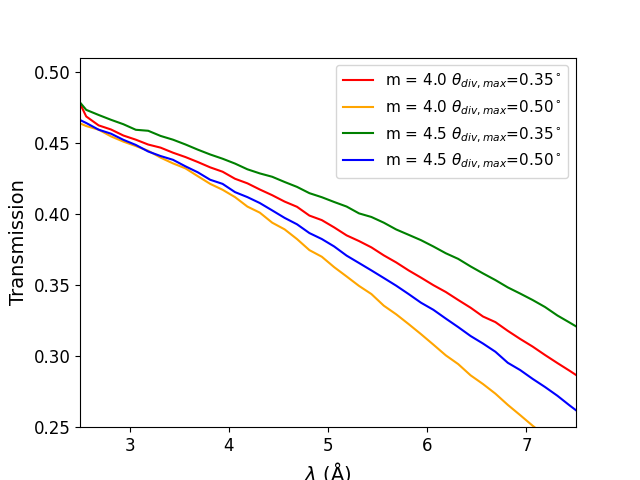 0.50
0.45
0.40
0.35
0.30
0.25
Transmission
m = 4.0 θdiv, max=0.35°
m = 4.0 θdiv, max=0.50°
m = 4.5 θdiv, max=0.35°
m = 4.5 θdiv, max=0.50°
3 4 5 6 7
λ (Å)